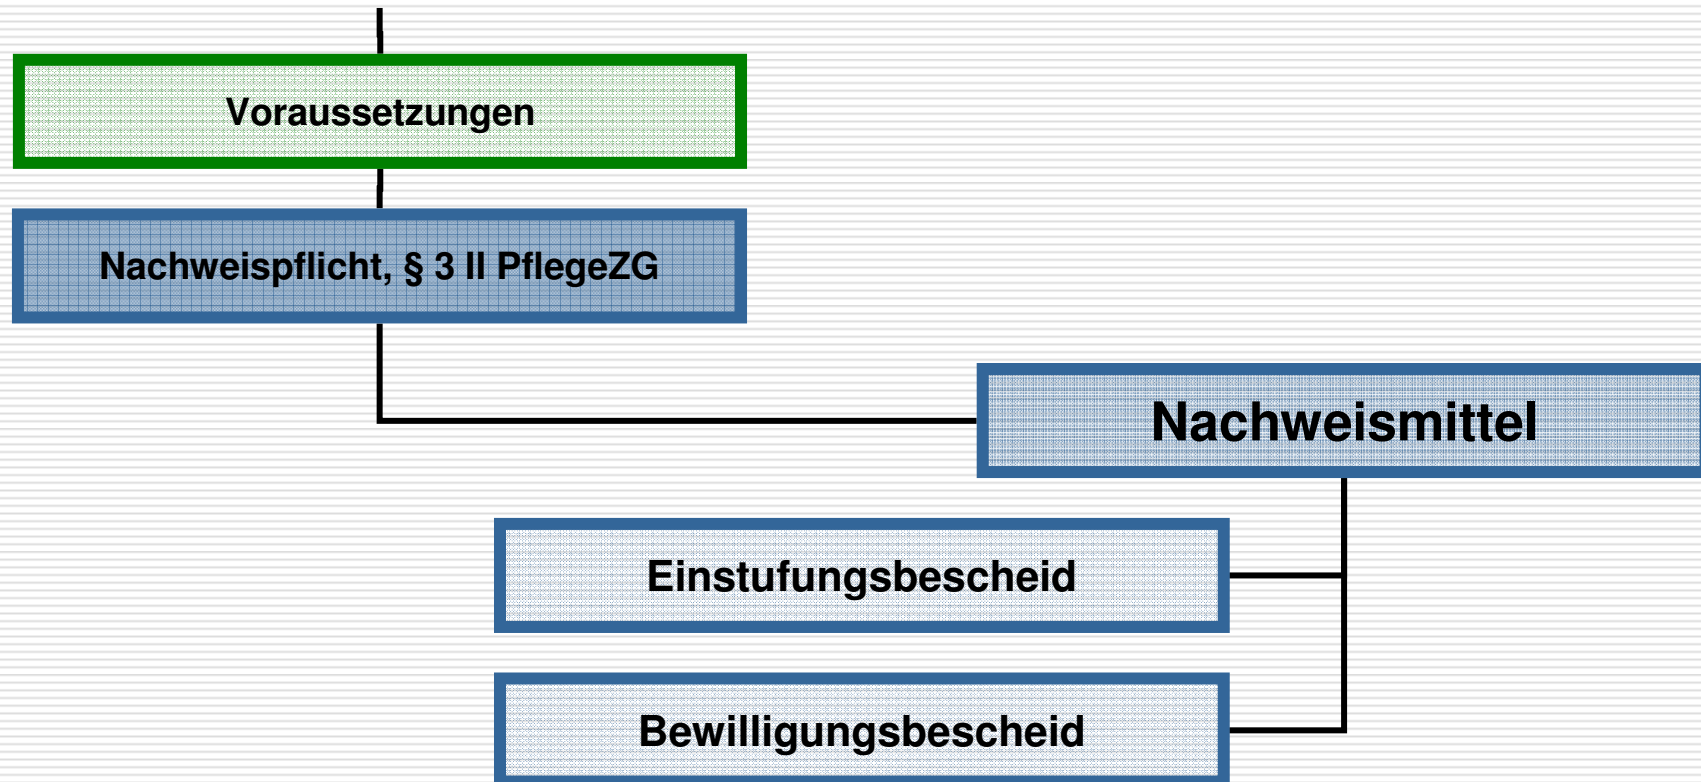 Voraussetzungen
Nachweispflicht, § 3 II PflegeZG
Nachweismittel
Einstufungsbescheid
Bewilligungsbescheid